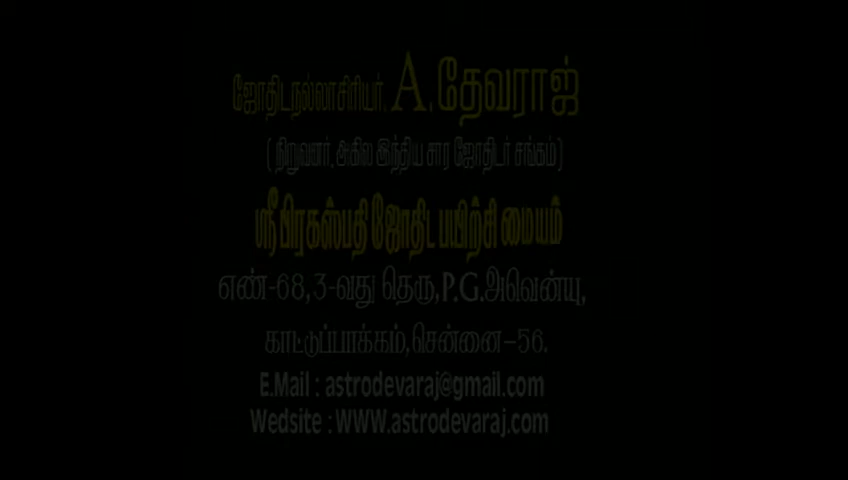 ஜோதிடநல்லாசிரியர். A. தேவராஜ்
( நிறுவனர், அகில இந்திய சார ஜோதிடர் சங்கம்)
ஸ்ரீ பிரகஸ்பதி ஜோதிட பயிற்சி மையம்
எண்-68,3-வது தெரு,P.G.அவென்யு,
காட்டுப்பாக்கம்,சென்னை-56.
E.Mail : astrodevaraj@gmail.com
Wedsite : WWW.astrodevaraj.com